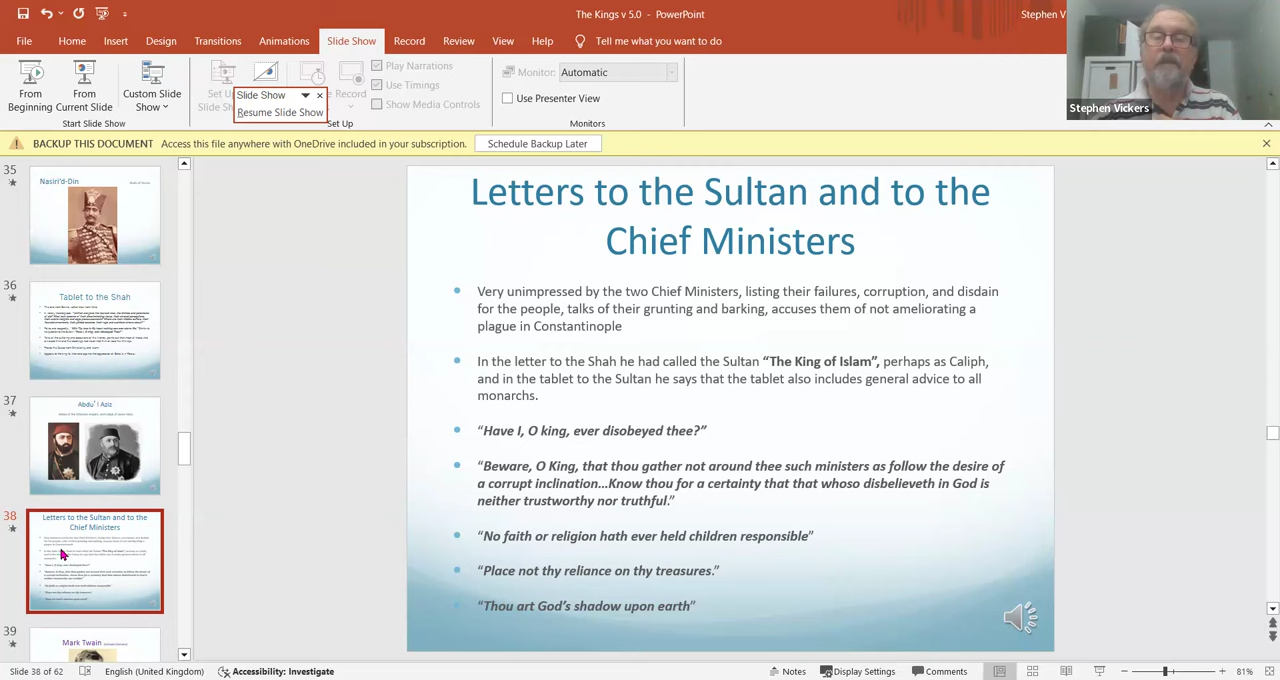 The Kings v 5.0 - PowerPoint
Stephen V
File Home Insert Design Transitions Animations Slide Show Record Review View Help Tell me what you want to do
From Beginning
From Current Slide
Custom Slide Show
Start Slide Show
Set
Slide Sh
Record
Slide Show
Resume Slide Show
Set Up
Play Narrations
Use Timings
Show Media Controls
Monitor: Automatic
Use Presenter View
Monitors
Stephen Vickers
BACKUP THIS DOCUMENT Access this file anywhere with OneDrive included in your subscription. Schedule Backup Later
35
Nasiri'd-Din
36
Tablet to the Shah
37
Abdu'l Aziz
38
Letters to the Sultan and to the
Chief Ministers
39
Mark Twain
Letters to the Sultan and to the
Chief Ministers
Very unimpressed by the two Chief Ministers, listing their failures, corruption, and disdain
for the people, talks of their grunting and barking, accuses them of not ameliorating a
plague in Constantinople
In the letter to the Shah he had called the Sultan “The King of Islam”, perhaps as Caliph,
and in the tablet to the Sultan he says that the tablet also includes general advice to all
monarchs.
“Have I, O king, ever disobeyed thee?”
“Beware, O King, that thou gather not around thee such ministers as follow the desire of
a corrupt inclination…Know thou for a certainty that that whoso disbelieveth in God is
neither trustworthy nor truthful.”
“No faith or religion hath ever held children responsible”
“Place not thy reliance on thy treasures.”
“Thou art God’s shadow upon earth”
Slide 38 of 62 English (United Kingdom) Accessibility: Investigate Notes Display Settings Comments 81%